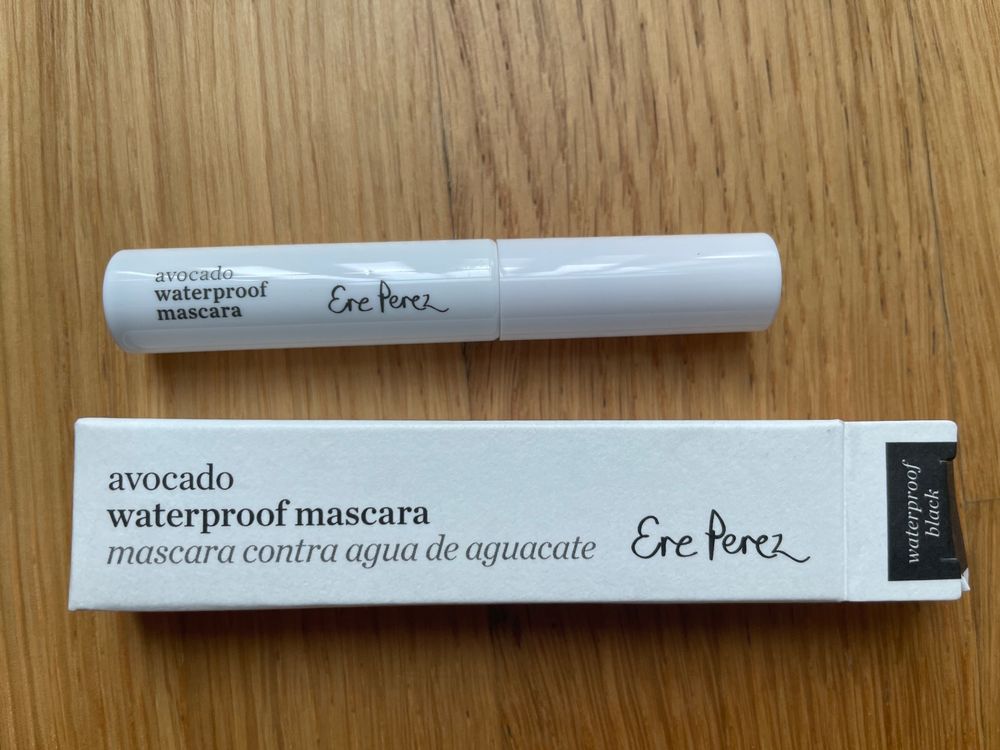 avocado
waterproof
mascara
Ere Perez
avocado
waterproof mascara
mascara contra agua de aguacate
Ere Perez
waterproof
black